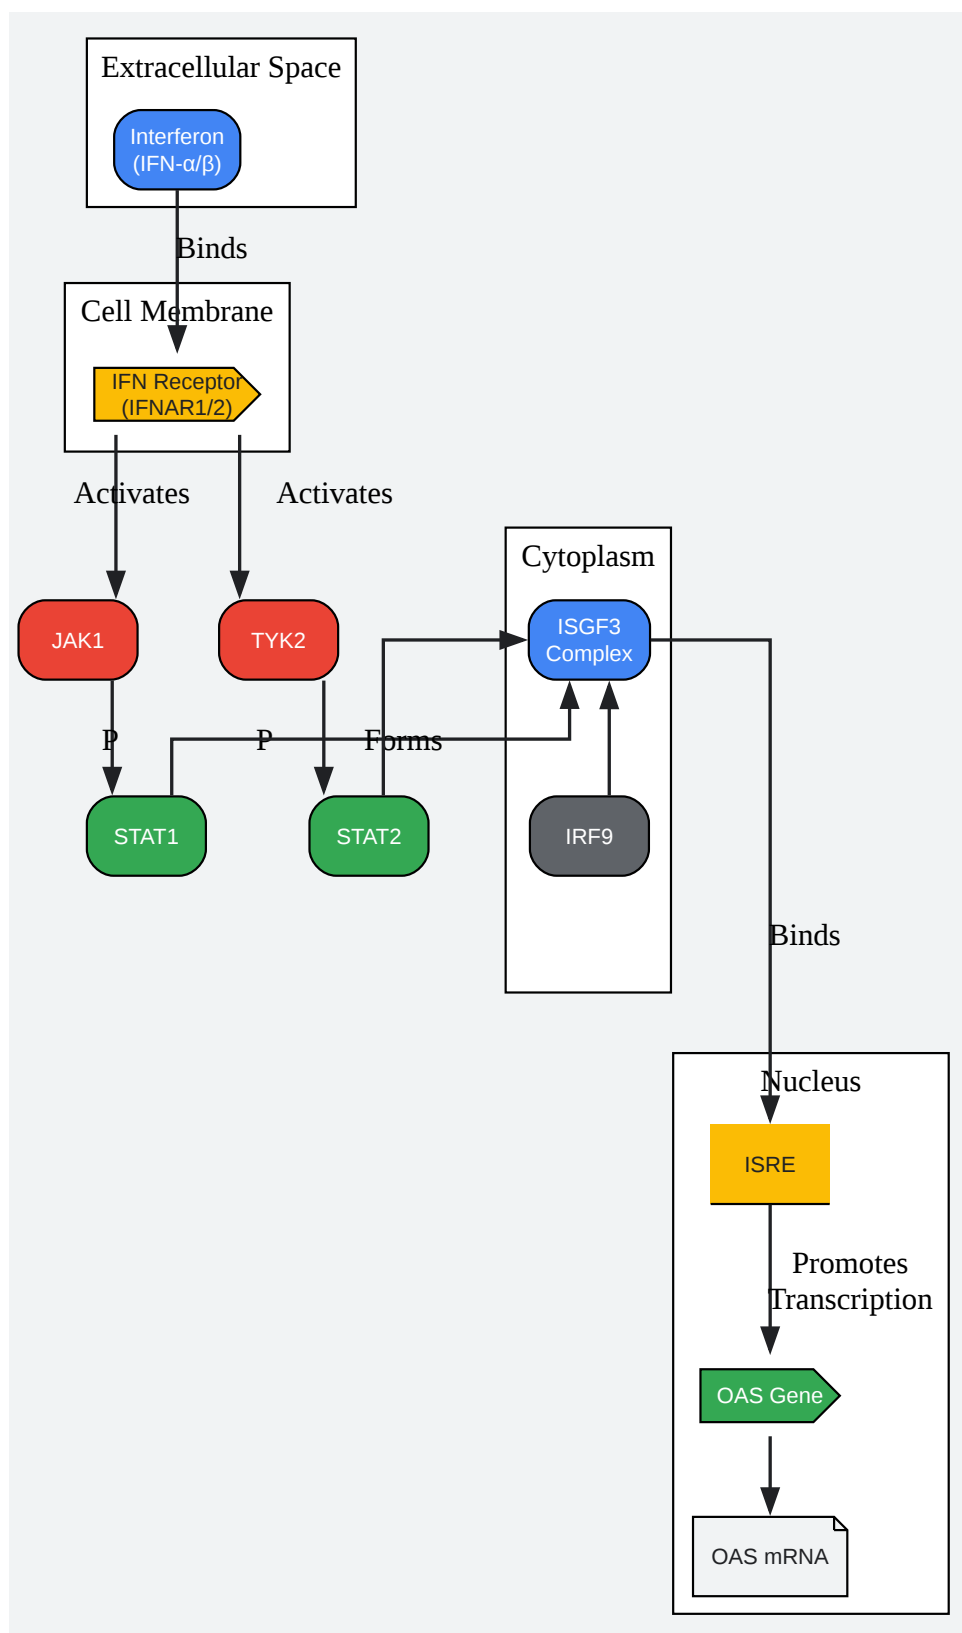 Extracellular Space
Interferon
(IFN-α/β)
Binds
Cell Membrane
IFN Receptor
(IFNAR1/2)
Activates
Activates
Cytoplasm
JAK1
TYK2
ISGF3
Complex
P
P
Forms
STAT1
STAT2
IRF9
Binds
Nucleus
ISRE
Promotes
Transcription
OAS Gene
OAS mRNA